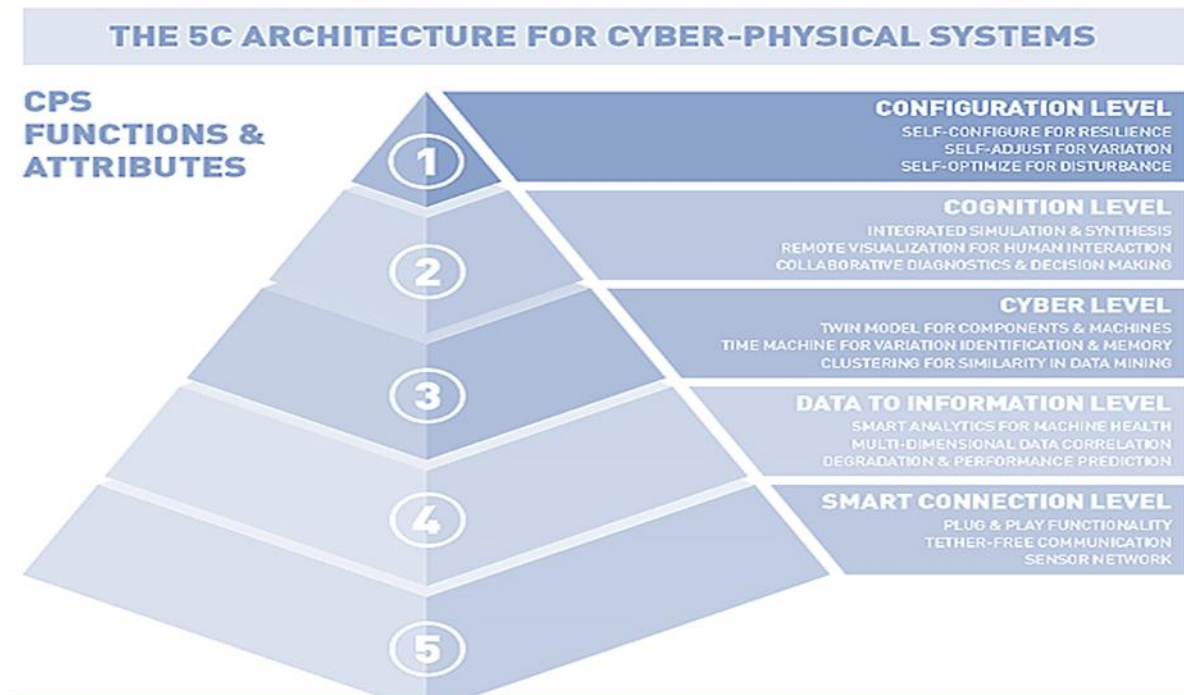 THE 5C ARCHITECTURE FOR CYBER-PHYSICAL SYSTEMS
CPS
FUNCTIONS &
ATTRIBUTES
1
CONFIGURATION LEVEL
SELF-CONFIGURE FOR RESILIENCE
SELF-ADJUST FOR VARIATION
SELF-OPTIMIZE FOR DISTURBANCE
2
COGNITION LEVEL
INTEGRATED SIMULATION & SYNTHESIS
REMOTE VISUALIZATION FOR HUMAN INTERACTION
COLLABORATIVE DIAGNOSTICS & DECISION MAKING
3
CYBER LEVEL
TWIN MODEL FOR COMPONENTS & MACHINES
TIME MACHINE FOR VARIATION IDENTIFICATION & MEMORY
CLUSTERING FOR SIMILARITY IN DATA MINING
4
DATA TO INFORMATION LEVEL
SMART ANALYTICS FOR MACHINE HEALTH
MULTI-DIMENSIONAL DATA CORRELATION
DEGRADATION & PERFORMANCE PREDICTION
5
SMART CONNECTION LEVEL
PLUG & PLAY FUNCTIONALITY
TETHER-FREE COMMUNICATION
SENSOR NETWORK